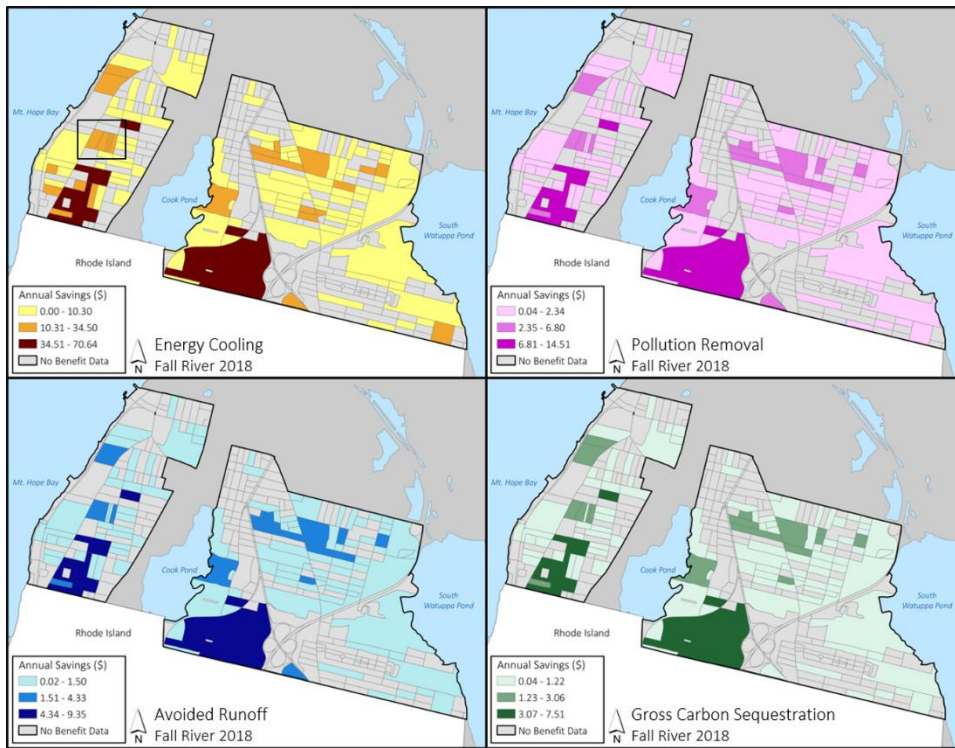 Mt. Hope Bay
Cook Pond
South
Watuppa Pond
Rhode Island
Annual Savings ($)
0.00 - 10.30
10.31 - 34.50
34.51 - 70.64
No Benefit Data
N
Energy Cooling
Fall River 2018
Mt. Hope Bay
Cook Pond
South
Watuppa Pond
Rhode Island
Annual Savings ($)
0.04 - 2.34
2.35 - 6.80
6.81 - 14.51
No Benefit Data
N
Pollution Removal
Fall River 2018
Mt. Hope Bay
Cook Pond
South
Watuppa Pond
Rhode Island
Annual Savings ($)
0.02 - 1.50
1.51 - 4.33
4.34 - 9.35
No Benefit Data
N
Avoided Runoff
Fall River 2018
Mt. Hope Bay
Cook Pond
South
Watuppa Pond
Rhode Island
Annual Savings ($)
0.04 - 1.22
1.23 - 3.06
3.07 - 7.51
No Benefit Data
N
Gross Carbon Sequestration
Fall River 2018